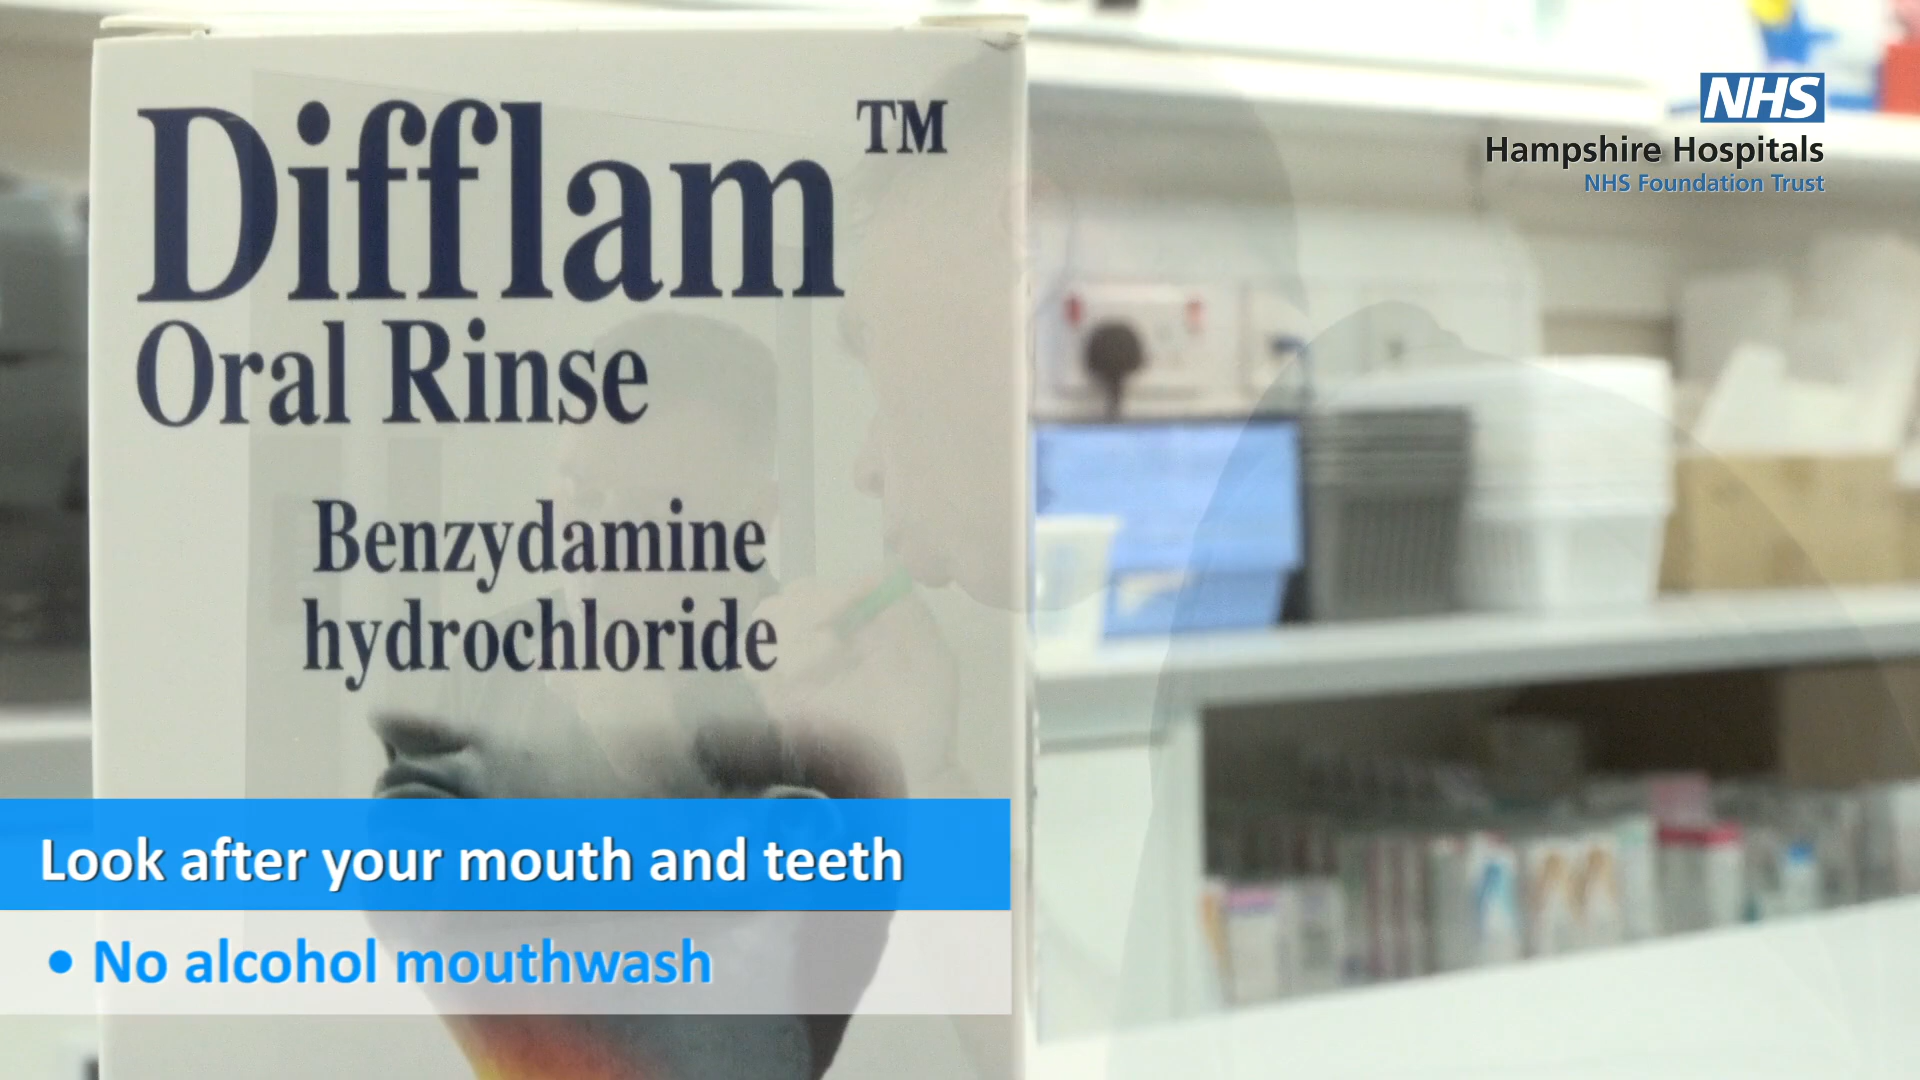 Difflam™
Oral Rinse
Benzydamine
hydrochloride
NHS
Hampshire Hospitals
NHS Foundation Trust
Look after your mouth and teeth
• No alcohol mouthwash